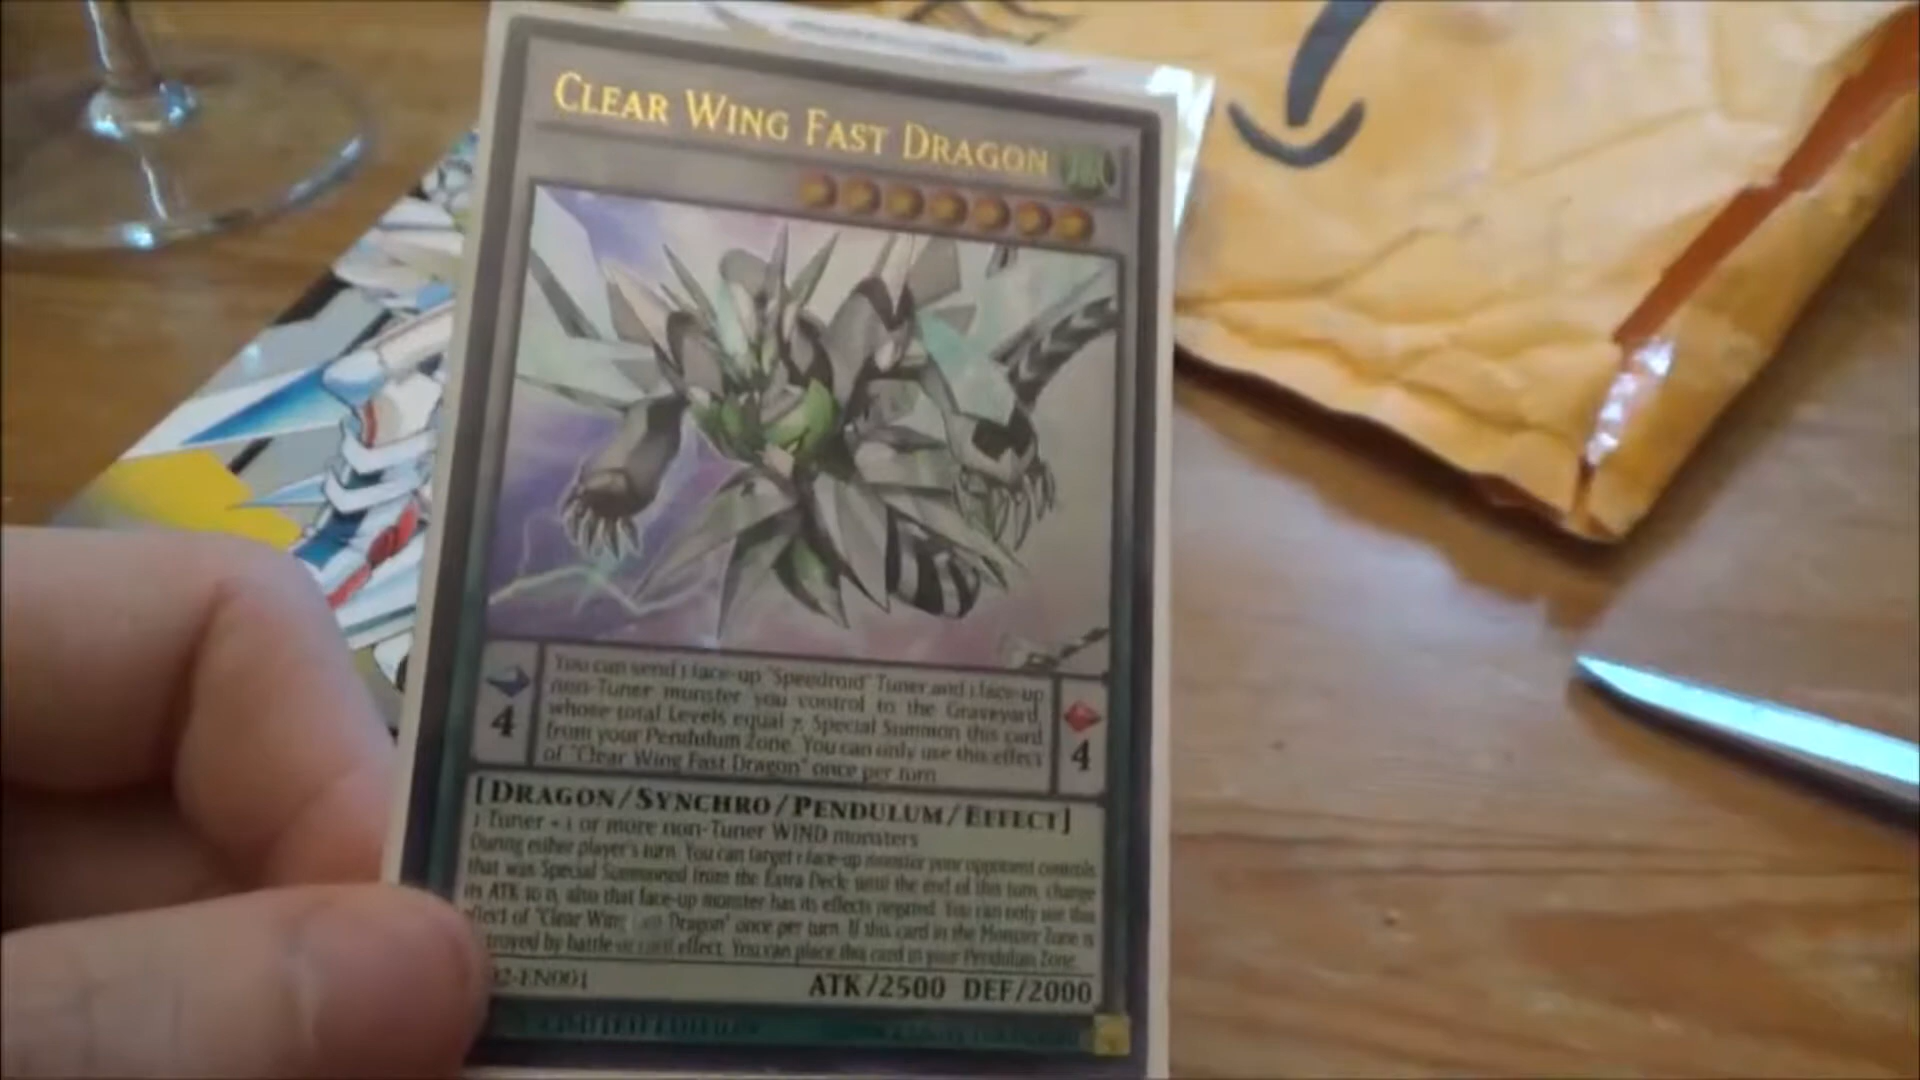 CLEAR WING FAST DRAGON
You can send 1 face-up "Speedroid" Tuner and 1 face-up
non-Tuner monster you control to the Graveyard,
whose total Levels equal 7, Special Summon this card
from your Pendulum Zone. You can only use this effect
of "Clear Wing Fast Dragon" once per turn.
4
4
[DRAGON/SYNCHRO/PENDULUM/EFFECT]
1 Tuner + 1 or more non-Tuner WIND monsters
During either player's turn: You can target 1 face-up monster your opponent controls
that was Special Summoned from the Extra Deck; until the end of this turn, change
its ATK to 0, also that face-up monster has its effects negated. You can only use this
effect of "Clear Wing Dragon" once per turn. If this card in the Monster Zone is
by battle or card effect: You can place this card in your Pendulum Zone.
-EN001
ATK/2500 DEF/2000